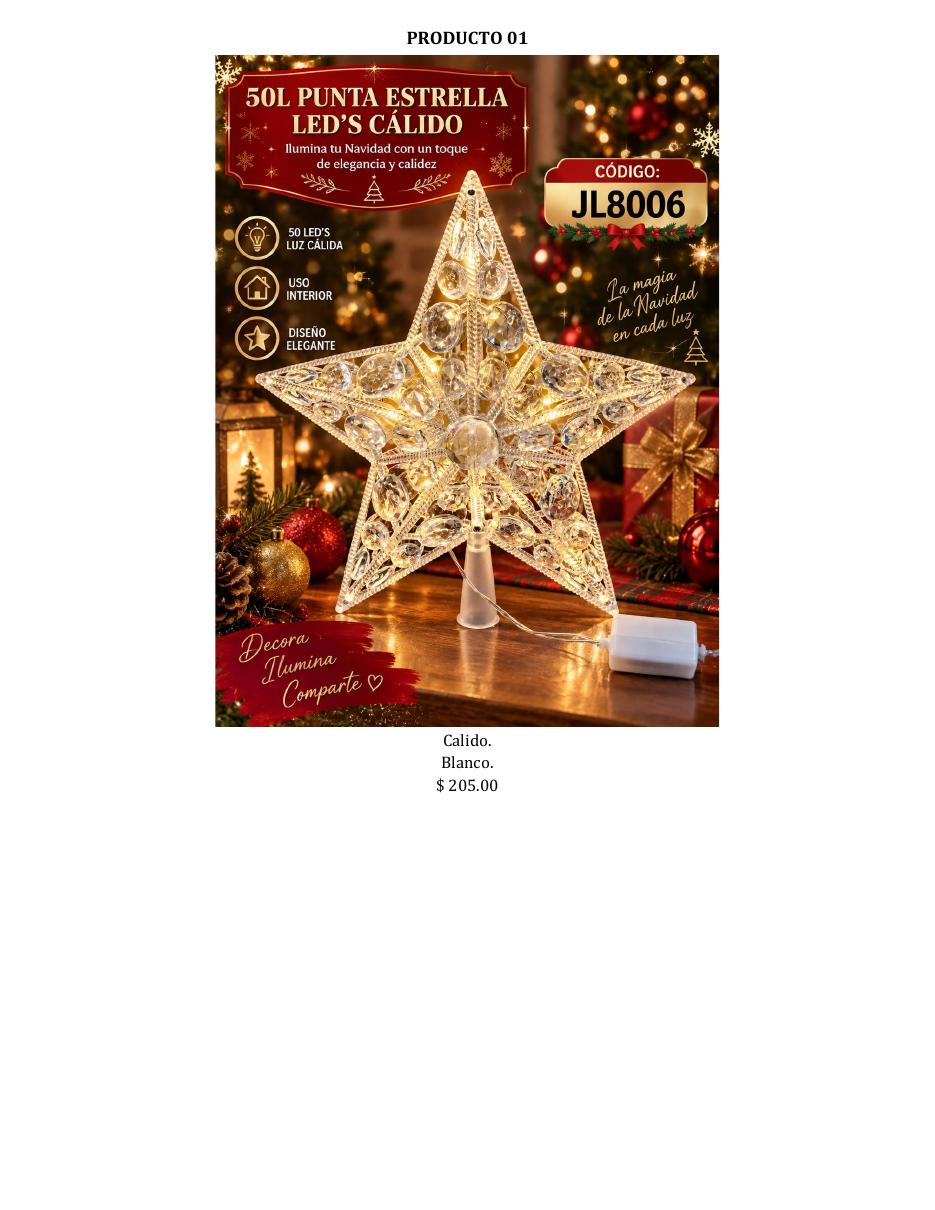 PRODUCTO 01
50L PUNTA ESTRELLA
LED'S CÁLIDO
Ilumina tu Navidad con un toque
de elegancia y calidez
CÓDIGO:
JL8006
50 LED'S
LUZ CÁLIDA
USO
INTERIOR
DISEÑO
ELEGANTE
La magia
de la Navidad
en cada luz
Decora
Ilumina
Comparte
Calido.
Blanco.
$ 205.00